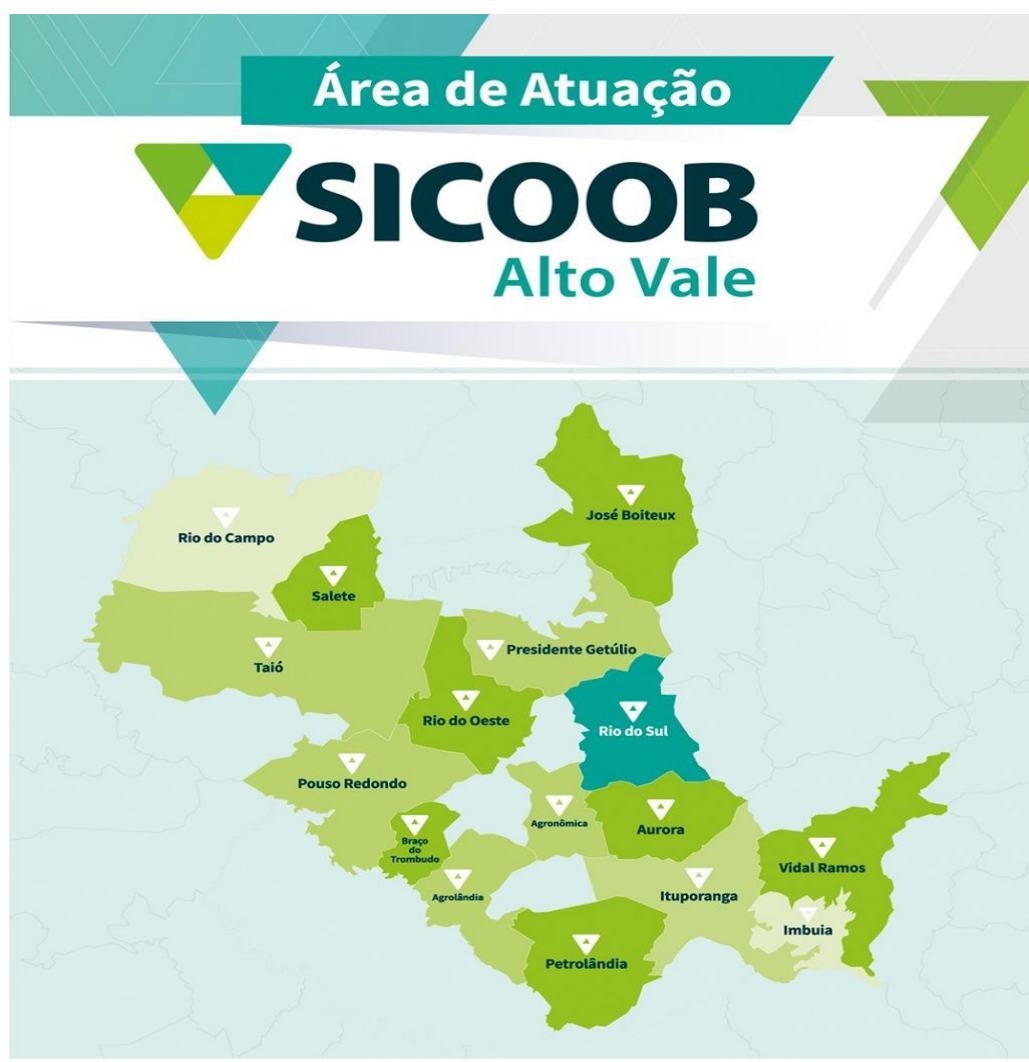 Área de Atuação
SICOOB
Alto Vale
José Boiteux
Rio do Campo
Salete
Presidente Getúlio
Taió
Rio do Oeste
Rio do Sul
Pouso Redondo
Agronômica
Aurora
Braço
do
Trombudo
Vidal Ramos
Agrolândia
Ituporanga
Imbuia
Petrolândia